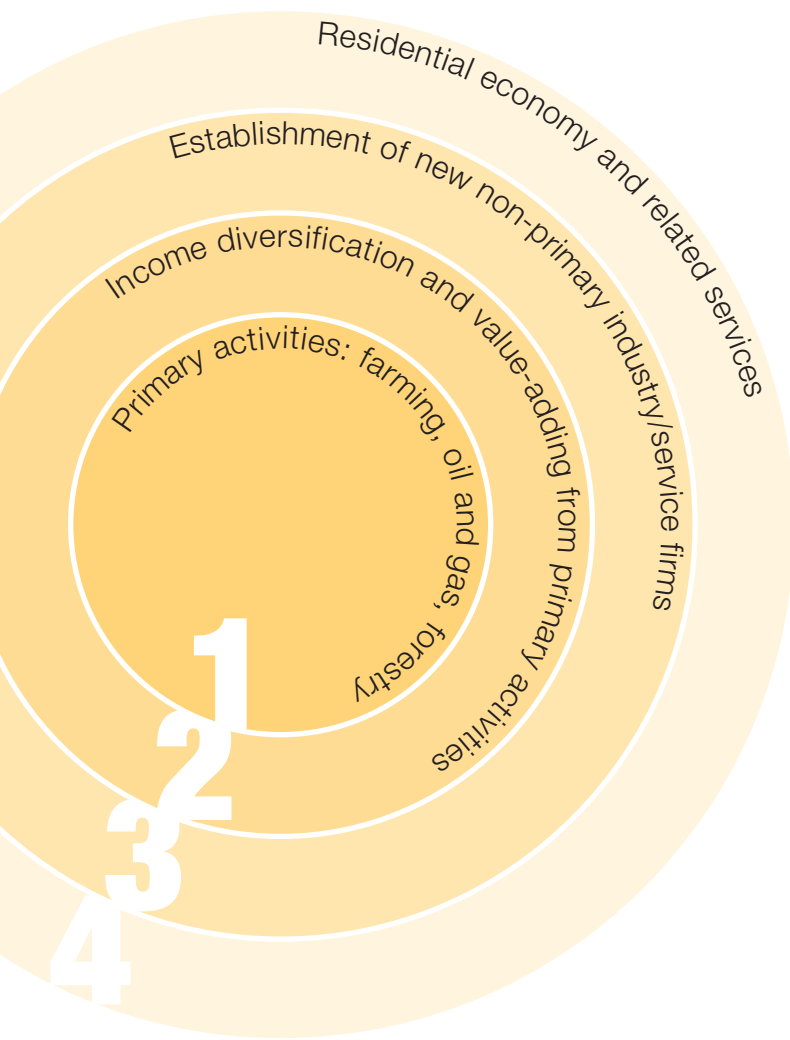 Residential economy and related services
Establishment of new non-primary industry/service firms
Income diversification and value-adding from primary activities
Primary activities: farming, oil and gas, forestry
1
2
3
4